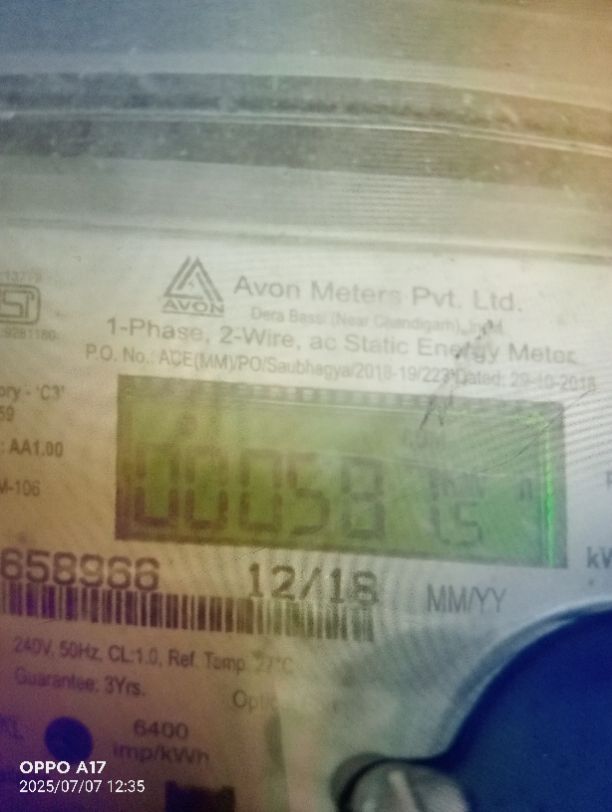 AVON
Avon Meters Pvt. Ltd.
Dera Bassi (Near Chandigarh),
1-Phase, 2-Wire, ac Static Energy Meter
P.O. No.: ACE(MM)/PO/Saubhagya/2018-19/223 Dated: 29-10-2018
ory - 'C3'
59
: AA1.00
M-106
00058
kW
658966
12/18
MM/YY
240V, 50Hz, CL:1.0, Ref. Temp. 27°C
Guarantee: 3Yrs.
6400
imp/kWh
OPPO A17
2025/07/07 12:35